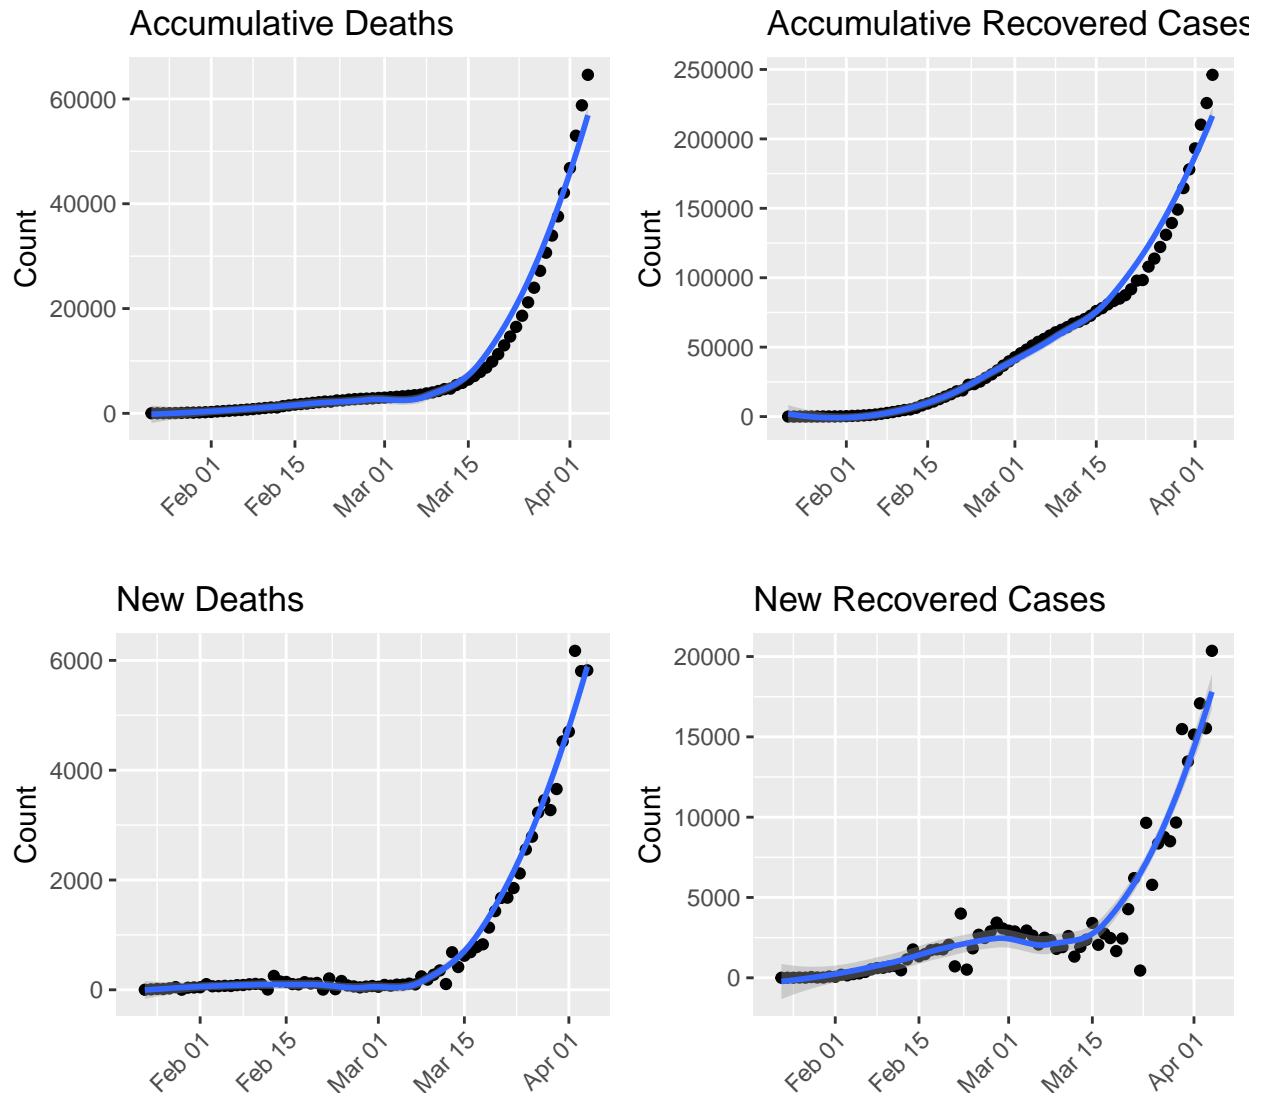 Accumulative Deaths
Count
60000
40000
20000
0
Feb 01
Feb 15
Mar 01
Mar 15
Apr 01
Accumulative Recovered Cases
Count
250000
200000
150000
100000
50000
0
Feb 01
Feb 15
Mar 01
Mar 15
Apr 01
New Deaths
Count
6000
4000
2000
0
Feb 01
Feb 15
Mar 01
Mar 15
Apr 01
New Recovered Cases
Count
20000
15000
10000
5000
0
Feb 01
Feb 15
Mar 01
Mar 15
Apr 01